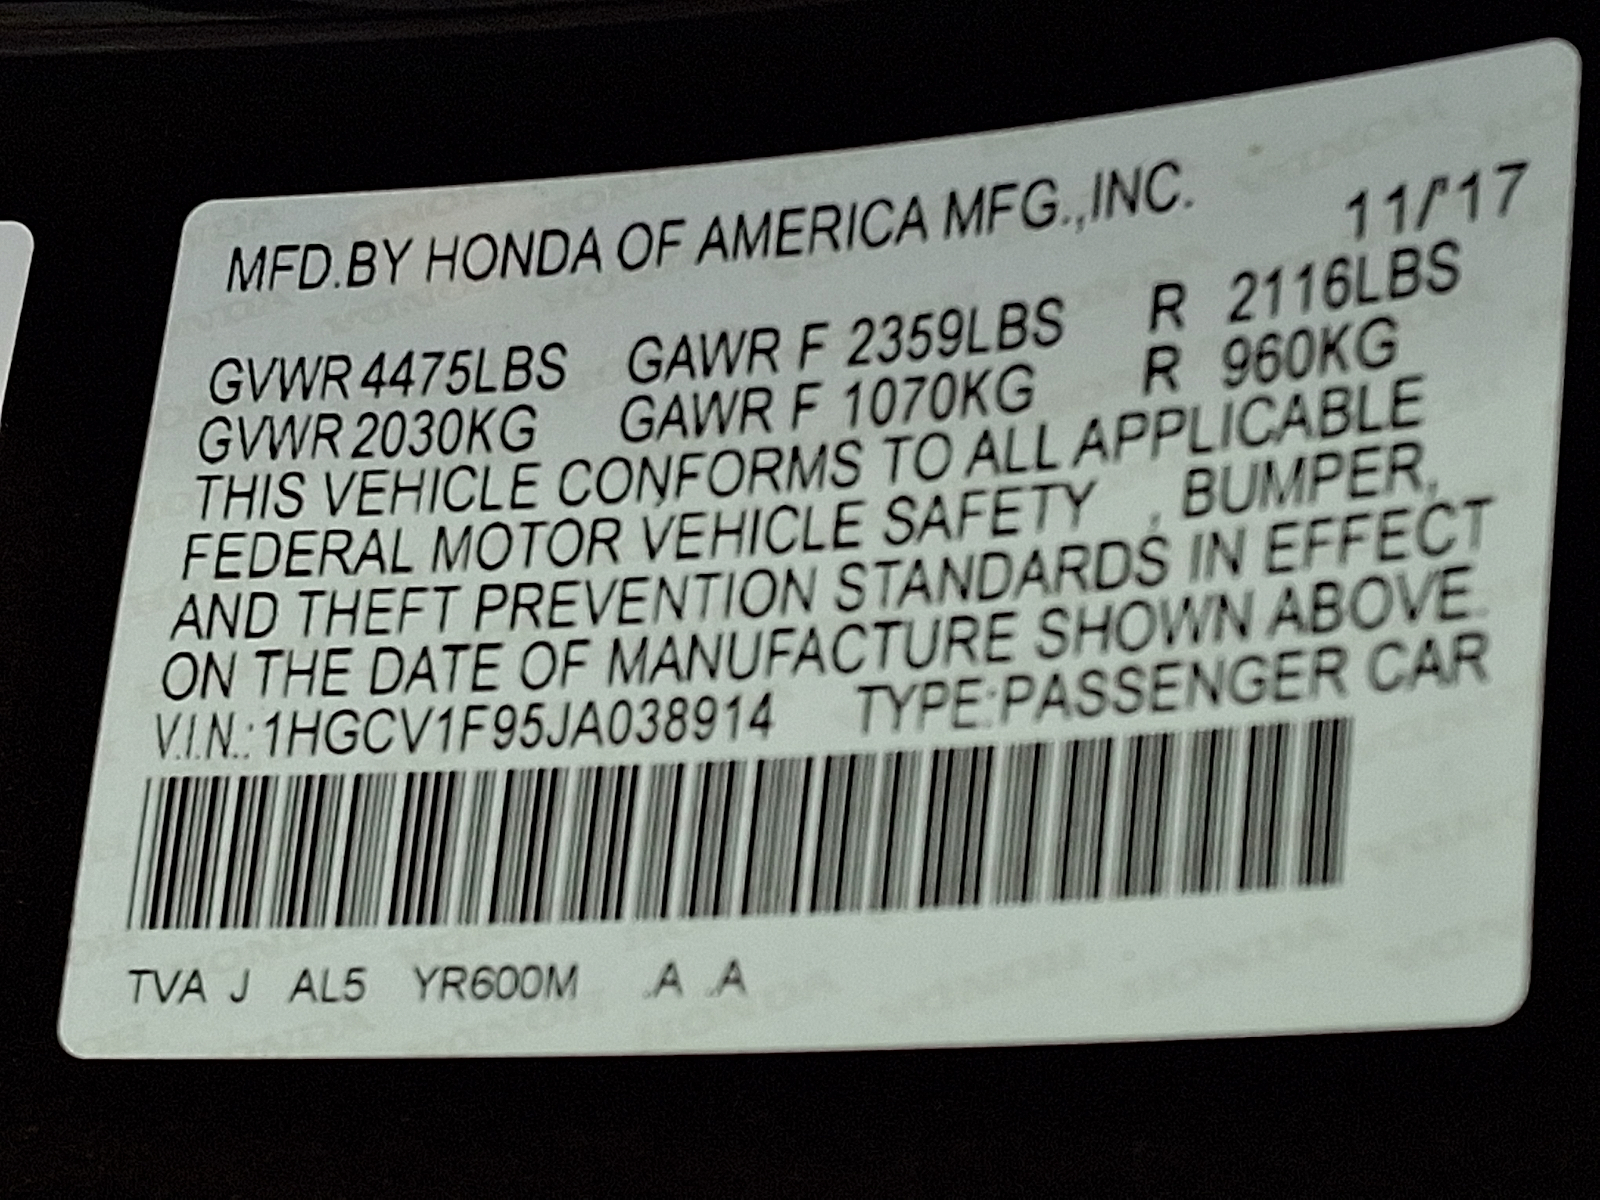 MFD.BY HONDA OF AMERICA MFG.,INC. 11/'17
GVWR 4475LBS GAWR F 2359LBS R 2116LBS
GVWR 2030KG GAWR F 1070KG R 960KG
THIS VEHICLE CONFORMS TO ALL APPLICABLE
FEDERAL MOTOR VEHICLE SAFETY , BUMPER,
AND THEFT PREVENTION STANDARDS IN EFFECT
ON THE DATE OF MANUFACTURE SHOWN ABOVE.
V.I.N.: 1HGCV1F95JA038914 TYPE:PASSENGER CAR
TVA J AL5 YR600M .A .A